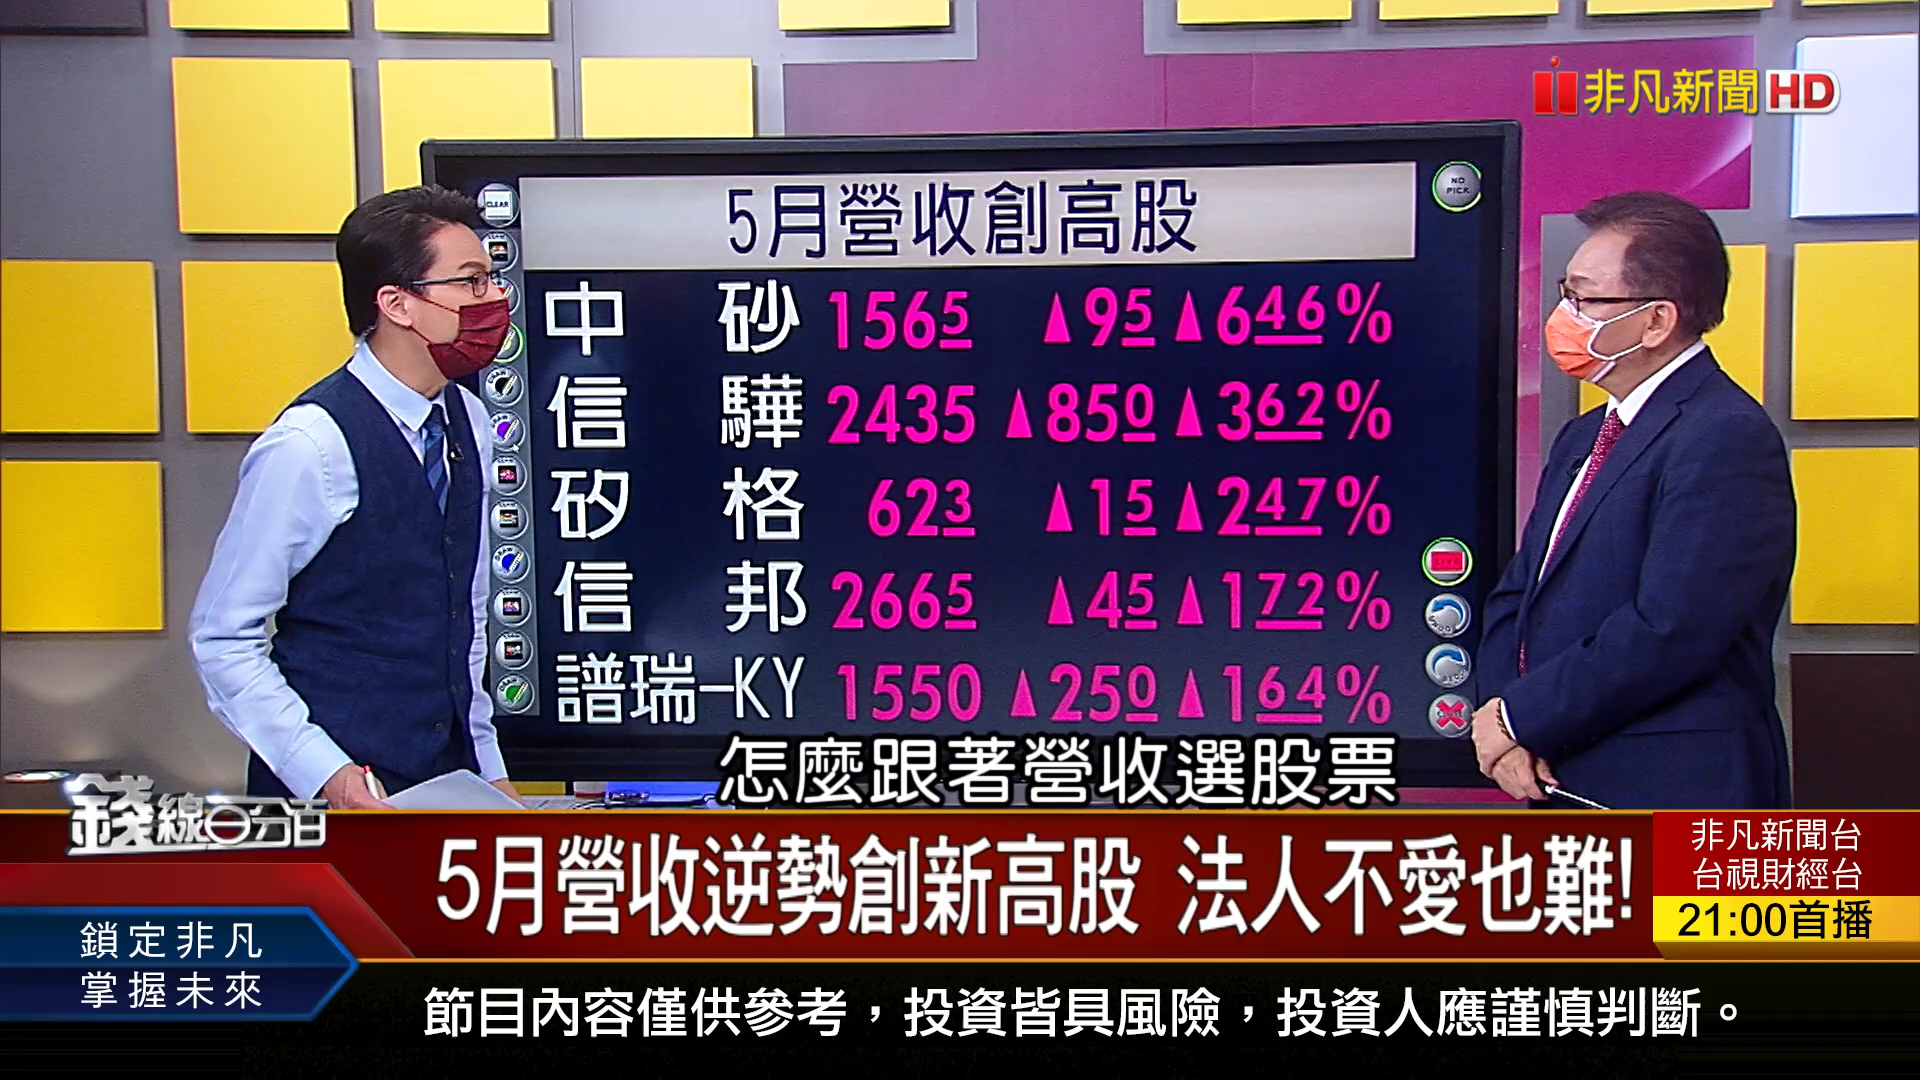 非凡新聞HD
5月營收創高股
CLEAR
NO PICK
中砂 1565 ▲95 ▲646%
信驊 2435 ▲850 ▲362%
矽格 623 ▲15 ▲247%
信邦 2665 ▲45 ▲172%
譜瑞-KY 1550 ▲250 ▲164%
怎麼跟著營收選股票
錢線百分百
5月營收逆勢創新高股 法人不愛也難!
非凡新聞台
台視財經台
21:00首播
鎖定非凡
掌握未來
節目內容僅供參考，投資皆具風險，投資人應謹慎判斷。